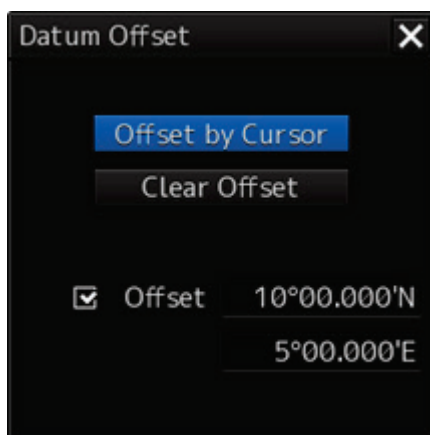 Datum Offset
Offset by Cursor
Clear Offset
Offset 10°00.000'N
5°00.000'E